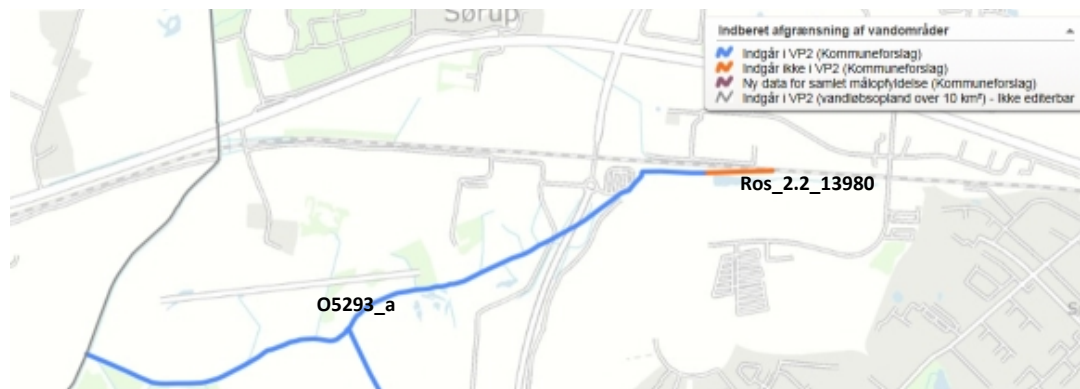 Sørup
Indberet afgrænsning af vandområder
Indgår i VP2 (Kommuneforslag)
Indgår ikke i VP2 (Kommuneforslag)
Ny data for samlet målopfyldelse (Kommuneforslag)
Indgår i VP2 (vandløbsopland over 10 km²) - Ikke editerbar
Ros_2.2_13980
O5293_a